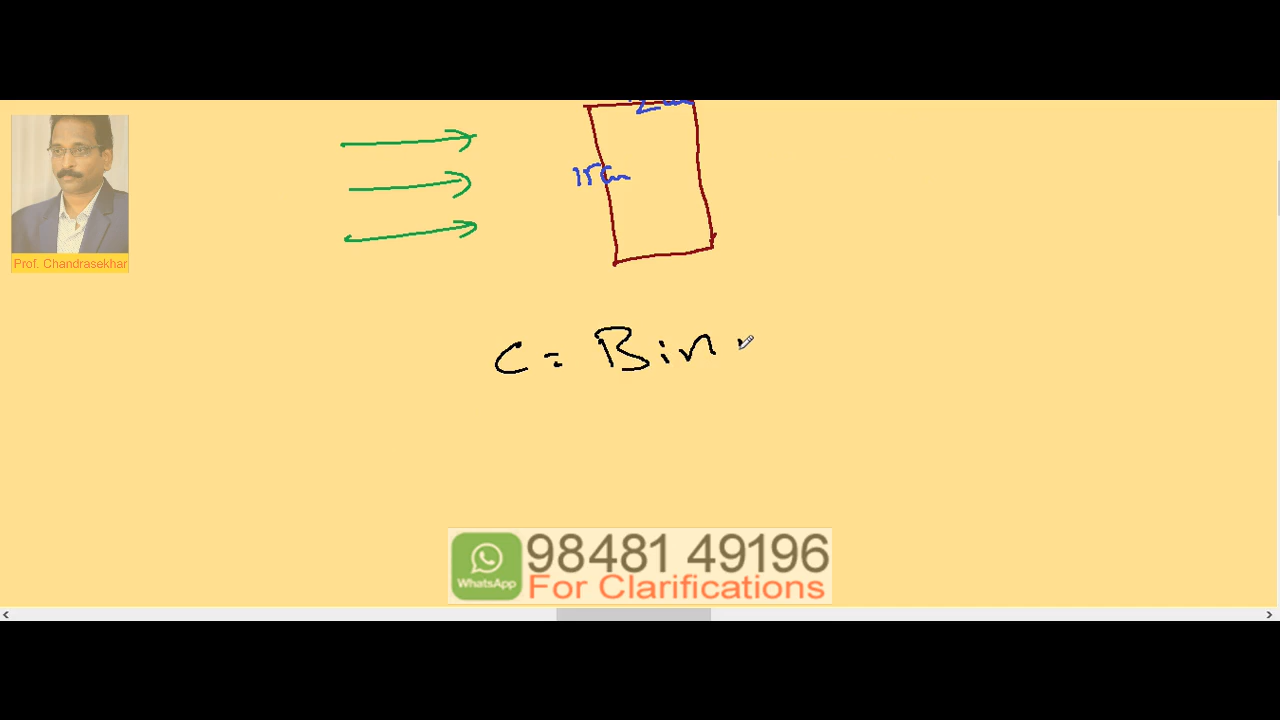 15cm
Prof. Chandrasekhar
C = Bin
98481 49196
WhatsApp
For Clarifications